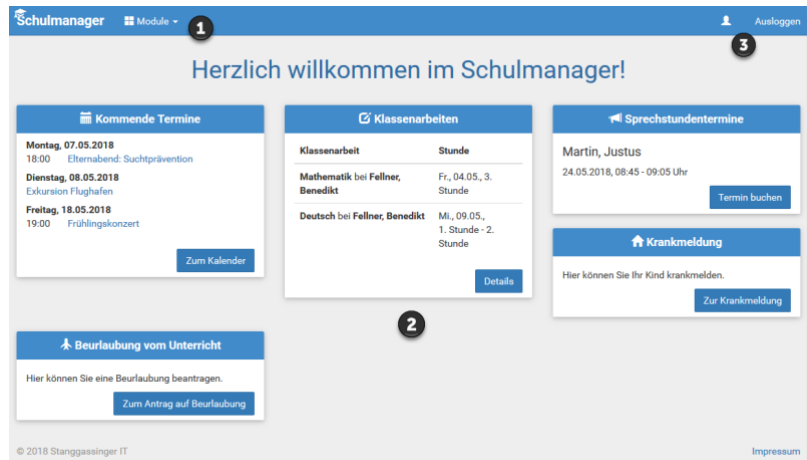 Schulmanager Module 1 Ausloggen
3
Herzlich willkommen im Schulmanager!
Kommende Termine
Montag, 07.05.2018
18:00 Elternabend: Suchtprävention
Dienstag, 08.05.2018
Exkursion Flughafen
Freitag, 18.05.2018
19:00 Frühlingskonzert
Zum Kalender
Klassenarbeiten
Klassenarbeit Stunde
Mathematik bei Fellner, Fr., 04.05., 3.
Benedikt Stunde
Deutsch bei Fellner, Benedikt Mi., 09.05.,
1. Stunde - 2.
Stunde
Details
Sprechstundentermine
Martin, Justus
24.05.2018, 08:45 - 09:05 Uhr
Termin buchen
Krankmeldung
Hier können Sie Ihr Kind krankmelden.
Zur Krankmeldung
2
Beurlaubung vom Unterricht
Hier können Sie eine Beurlaubung beantragen.
Zum Antrag auf Beurlaubung
© 2018 Stanggassinger IT Impressum